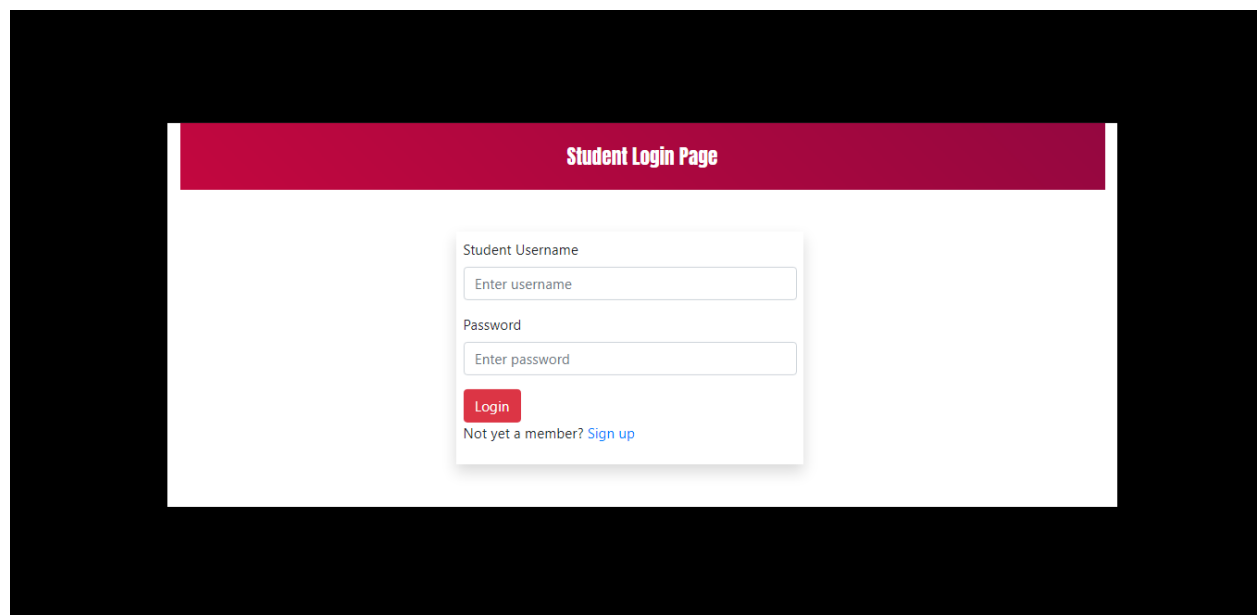 Student Login Page
Student Username
Enter username
Password
Enter password
Login
Not yet a member? Sign up